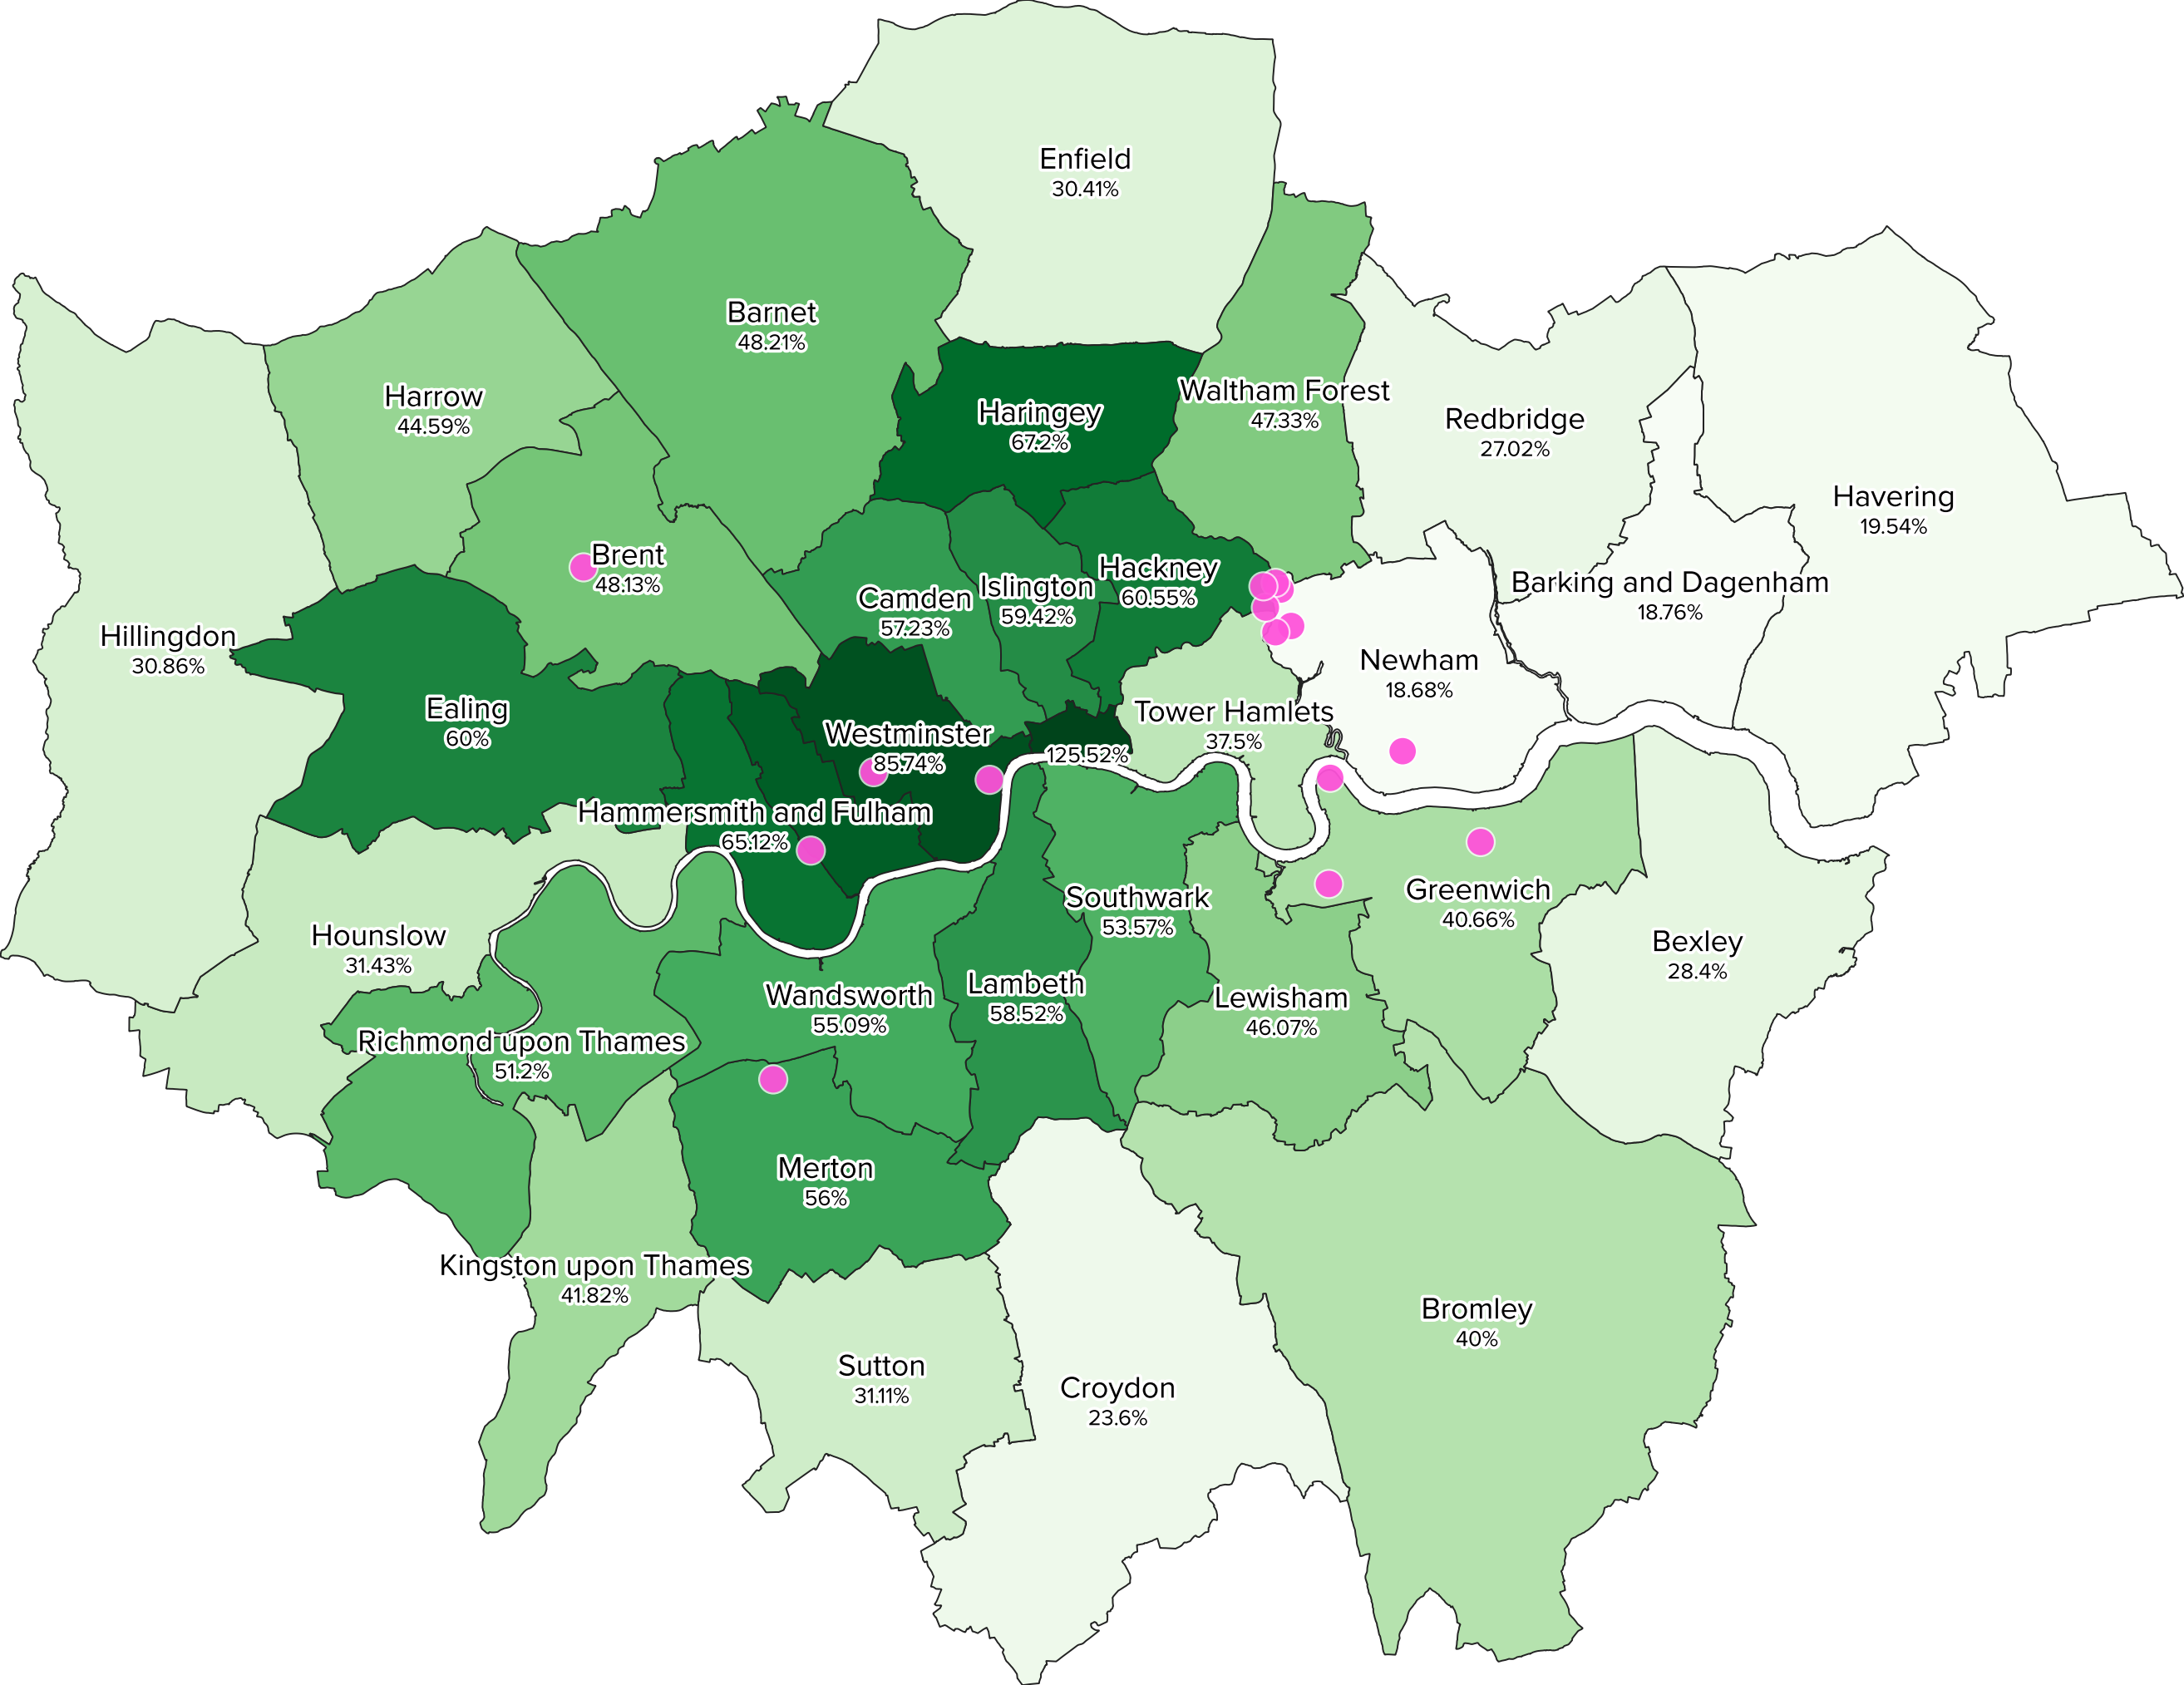 Enfield
30.41%
Barnet
48.21%
Harrow
44.59%
Haringey
67.2%
Waltham Forest
47.33%
Redbridge
27.02%
Havering
19.54%
Brent
48.13%
Camden
57.23%
Islington
59.42%
Hackney
60.55%
Barking and Dagenham
18.76%
Hillingdon
30.86%
Ealing
60%
Westminster
85.74%
Tower Hamlets
37.5%
Newham
18.68%
125.52%
Hammersmith and Fulham
65.12%
Hounslow
31.43%
Southwark
53.57%
Greenwich
40.66%
Bexley
28.4%
Richmond upon Thames
51.2%
Wandsworth
55.09%
Lambeth
58.52%
Lewisham
46.07%
Merton
56%
Kingston upon Thames
41.82%
Sutton
31.11%
Croydon
23.6%
Bromley
40%